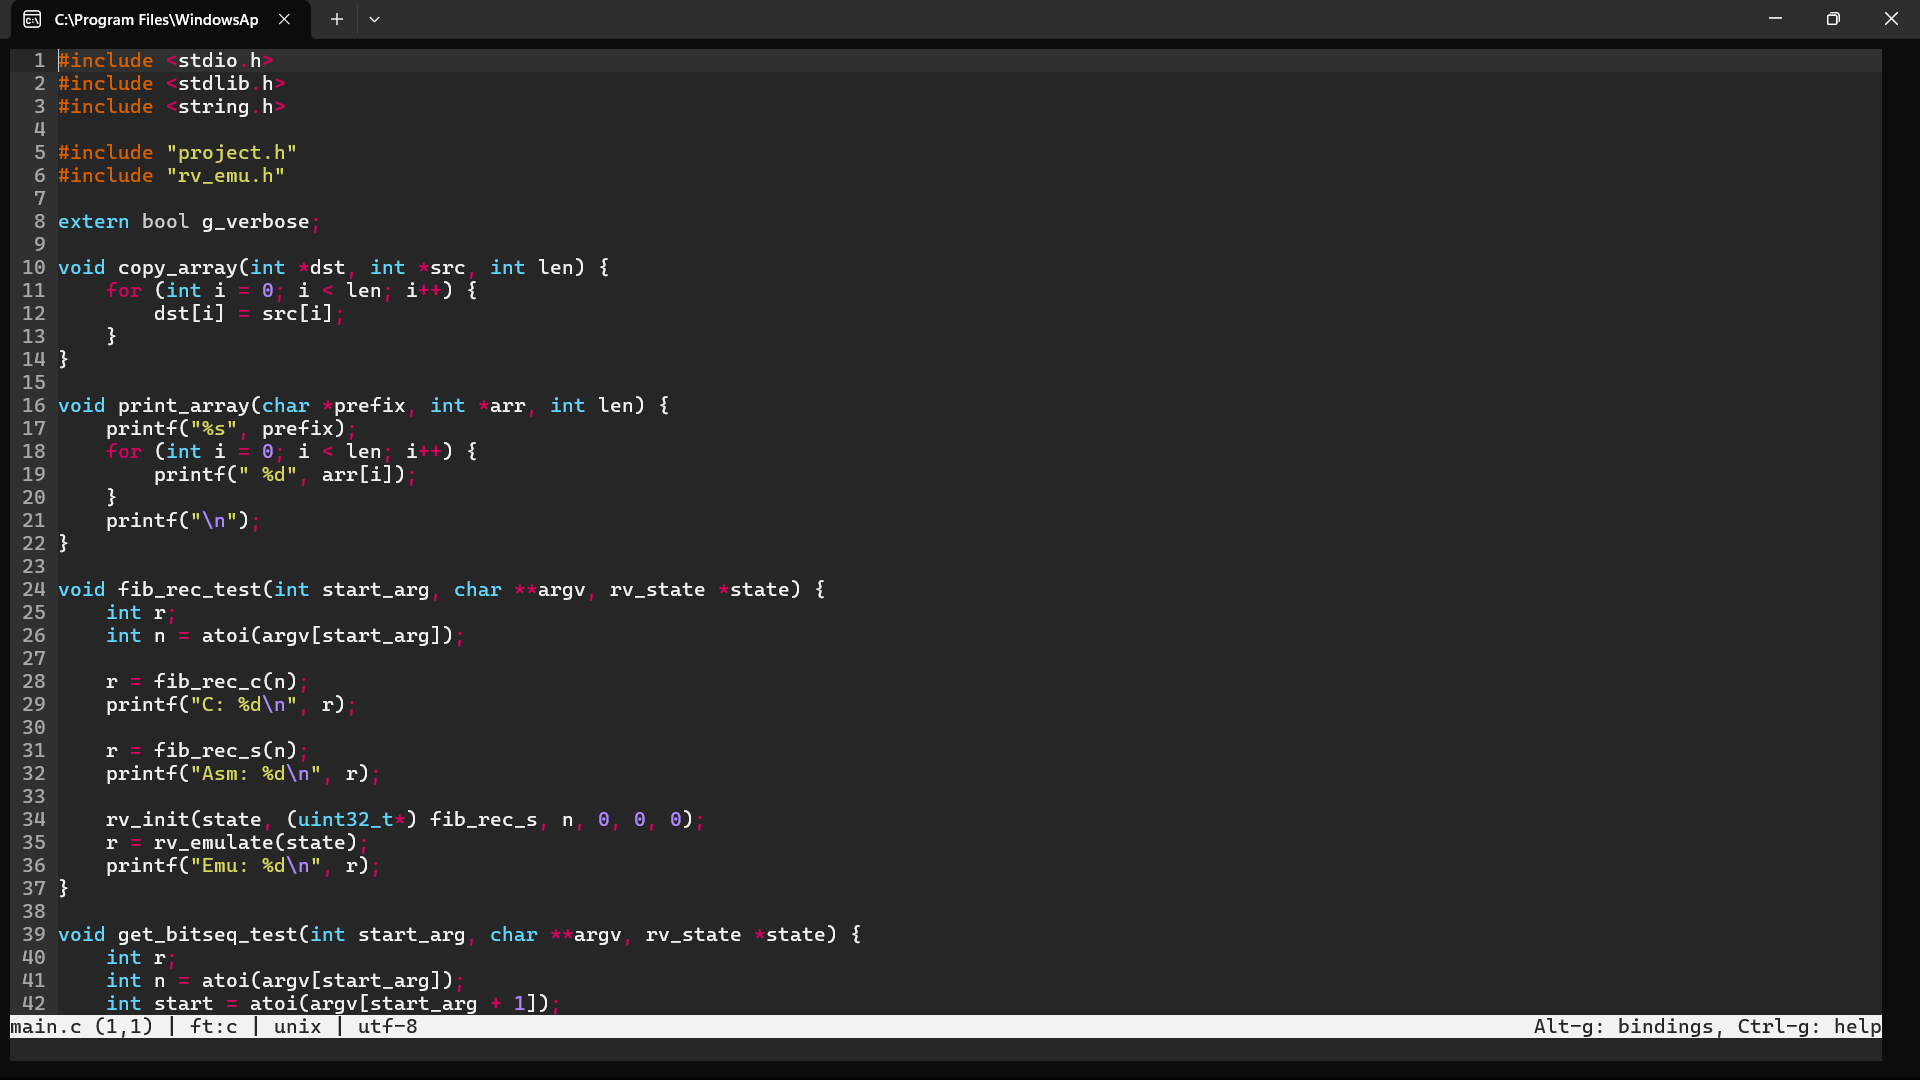 C:\Program Files\WindowsAp
1 #include <stdio.h>
2 #include <stdlib.h>
3 #include <string.h>
4
5 #include "project.h"
6 #include "rv_emu.h"
7
8 extern bool g_verbose;
9
10 void copy_array(int *dst, int *src, int len) {
11     for (int i = 0; i < len; i++) {
12         dst[i] = src[i];
13     }
14 }
15
16 void print_array(char *prefix, int *arr, int len) {
17     printf("%s", prefix);
18     for (int i = 0; i < len; i++) {
19         printf(" %d", arr[i]);
20     }
21     printf("\n");
22 }
23
24 void fib_rec_test(int start_arg, char **argv, rv_state *state) {
25     int r;
26     int n = atoi(argv[start_arg]);
27
28     r = fib_rec_c(n);
29     printf("C: %d\n", r);
30
31     r = fib_rec_s(n);
32     printf("Asm: %d\n", r);
33
34     rv_init(state, (uint32_t*) fib_rec_s, n, 0, 0, 0);
35     r = rv_emulate(state);
36     printf("Emu: %d\n", r);
37 }
38
39 void get_bitseq_test(int start_arg, char **argv, rv_state *state) {
40     int r;
41     int n = atoi(argv[start_arg]);
42     int start = atoi(argv[start_arg + 1]);
main.c (1,1) | ft:c | unix | utf-8 Alt-g: bindings, Ctrl-g: help